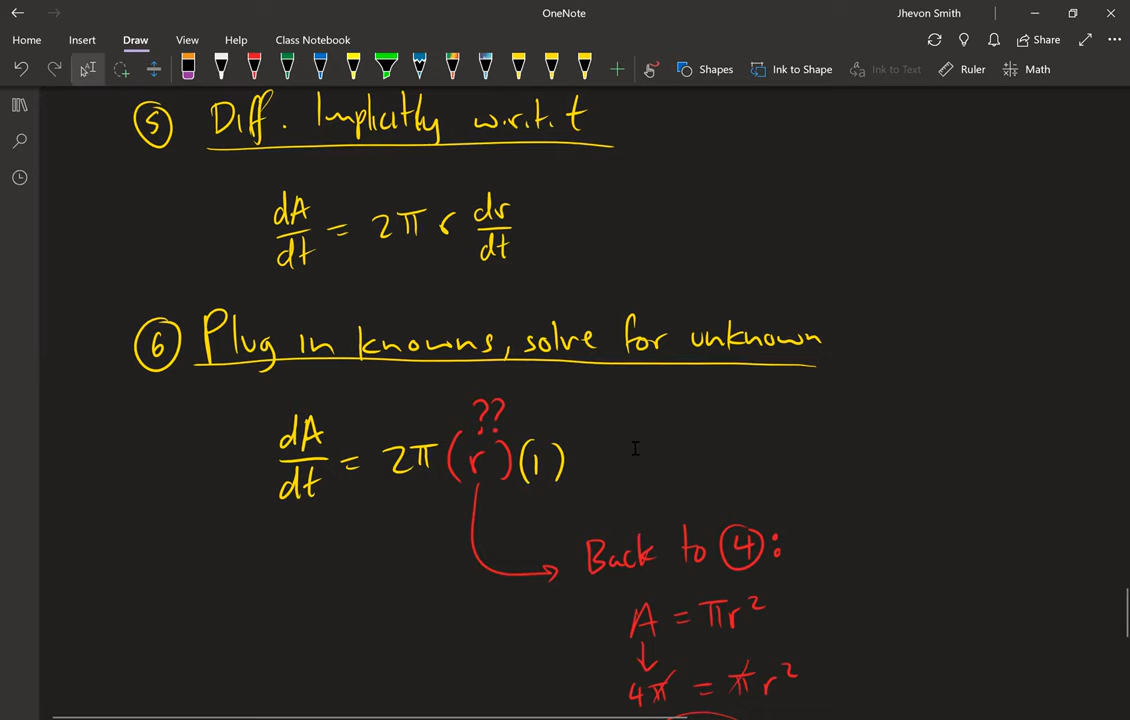 OneNote
Jhevon Smith
Home Insert Draw View Help Class Notebook
Share
Shapes Ink to Shape Ink to Text Ruler Math
⑤ Diff. Implicitly w.r.t. t
dA/dt = 2π r dr/dt
⑥ Plug in knowns, solve for unknown
??
dA/dt = 2π (r) (1)
Back to ④:
A = πr²
4π = πr²